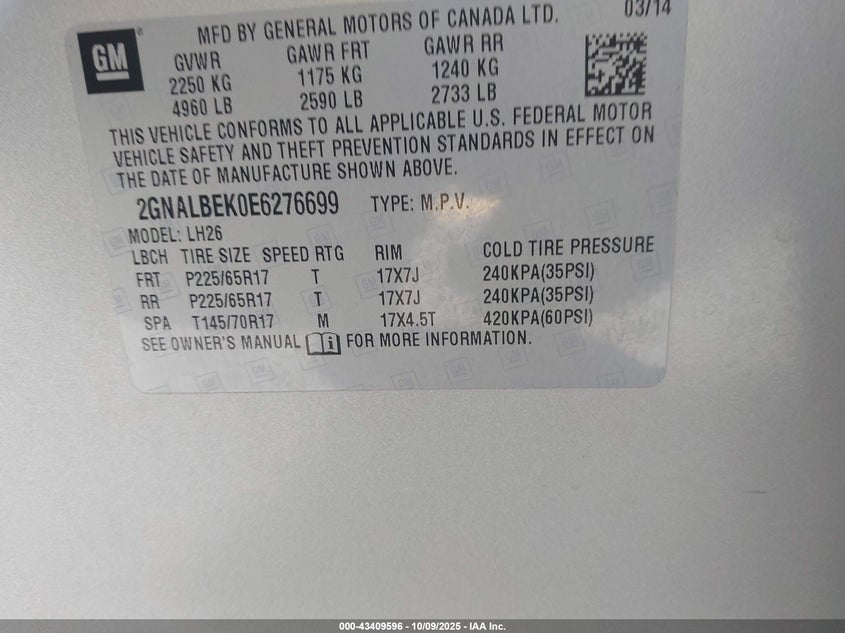 03/14
GM
MFD BY GENERAL MOTORS OF CANADA LTD.
GVWR GAWR FRT GAWR RR
2250 KG 1175 KG 1240 KG
4960 LB 2590 LB 2733 LB
THIS VEHICLE CONFORMS TO ALL APPLICABLE U.S. FEDERAL MOTOR
VEHICLE SAFETY AND THEFT PREVENTION STANDARDS IN EFFECT ON
THE DATE OF MANUFACTURE SHOWN ABOVE.
2GNALBEK0E6276699 TYPE: M.P.V.
MODEL: LH26
LBCH TIRE SIZE SPEED RTG RIM COLD TIRE PRESSURE
FRT P225/65R17 T 17X7J 240KPA(35PSI)
RR P225/65R17 T 17X7J 240KPA(35PSI)
SPA T145/70R17 M 17X4.5T 420KPA(60PSI)
SEE OWNER'S MANUAL i FOR MORE INFORMATION.
000-43409596 - 10/09/2025 - IAA Inc.